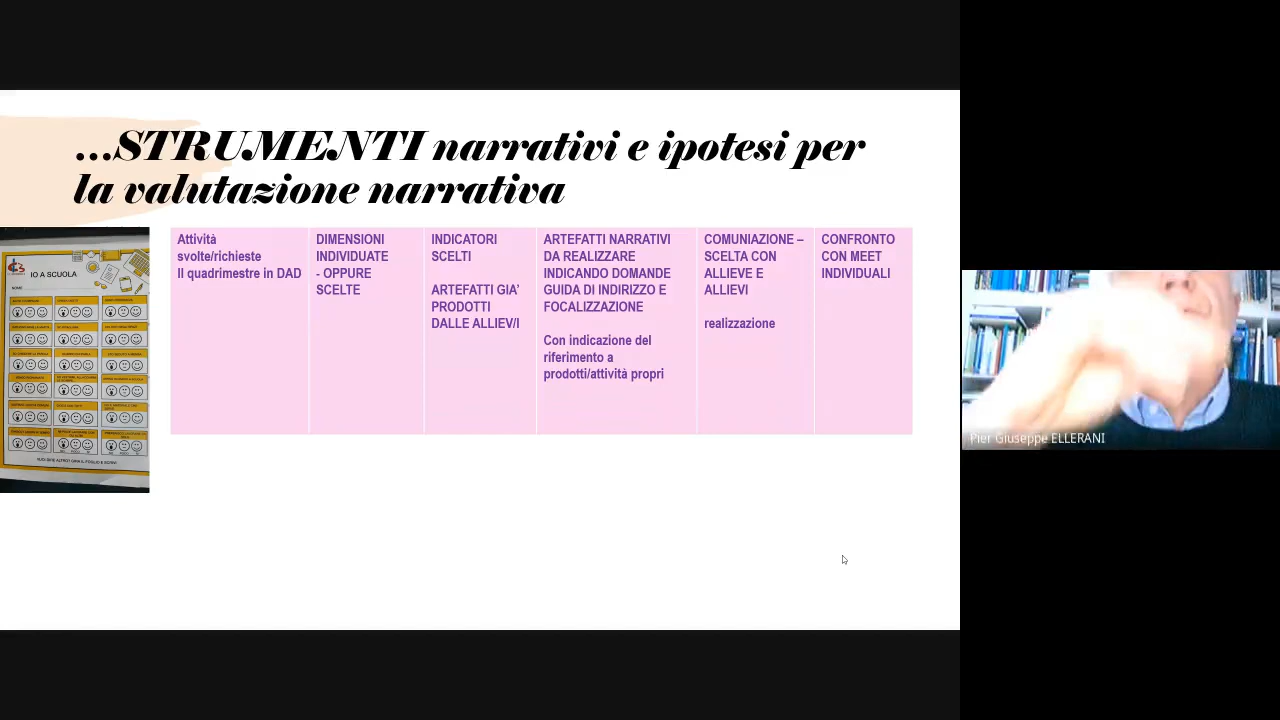 ...STRUMENTI narrativi e ipotesi per
la valutazione narrativa
IO A SCUOLA
NOME
Attività
svolte/richieste
II quadrimestre in DAD
DIMENSIONI
INDIVIDUATE
- OPPURE
SCELTE
INDICATORI
SCELTI
ARTEFATTI GIA'
PRODOTTI
DALLE ALLIEV/I
ARTEFATTI NARRATIVI
DA REALIZZARE
INDICANDO DOMANDE
GUIDA DI INDIRIZZO E
FOCALIZZAZIONE
Con indicazione del
riferimento a
prodotti/attività propri
COMUNIAZIONE –
SCELTA CON
ALLIEVE E
ALLIEVI
realizzazione
CONFRONTO
CON MEET
INDIVIDUALI
Pier Giuseppe ELLERANI